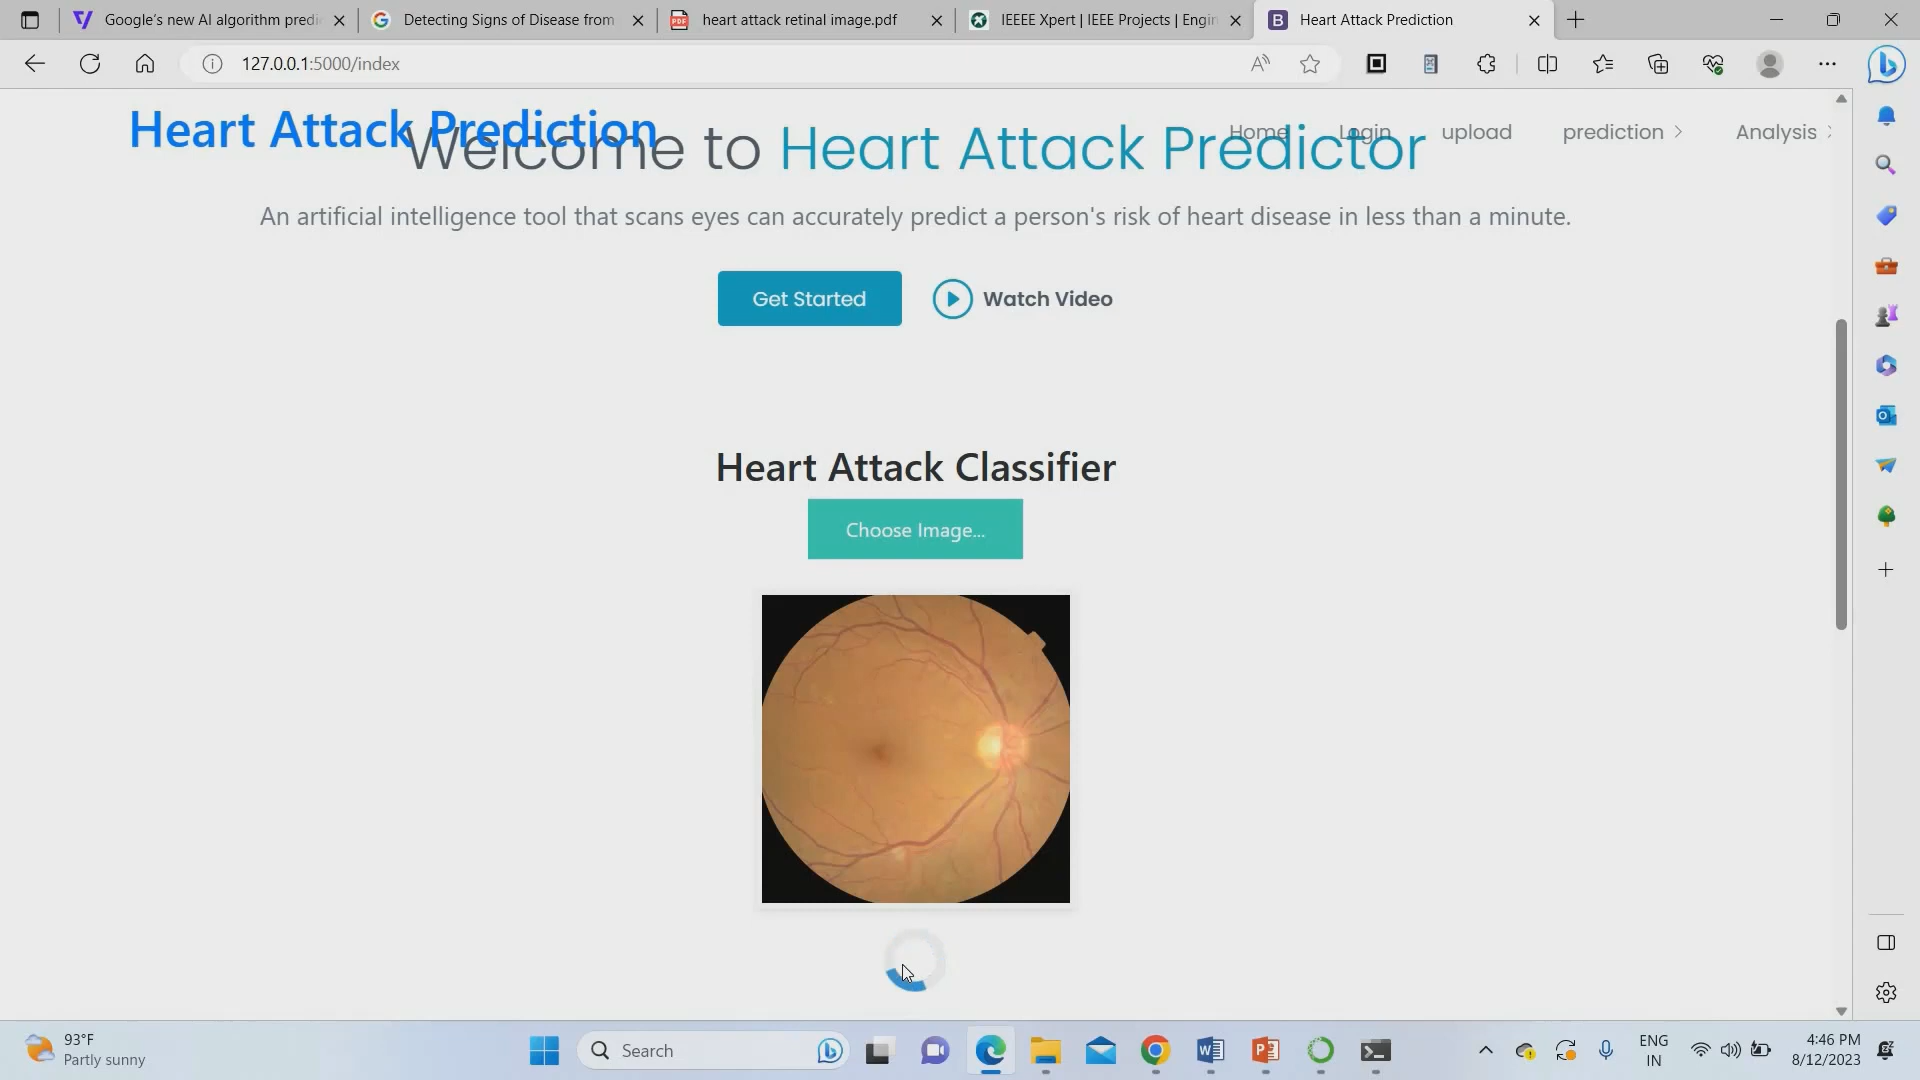 Google's new AI algorithm predi
Detecting Signs of Disease from
heart attack retinal image.pdf
IEEEE Xpert | IEEE Projects | Engin
Heart Attack Prediction
127.0.0.1:5000/index
Heart Attack Prediction
Home
Login
upload
prediction
Analysis
Welcome to Heart Attack Predictor
An artificial intelligence tool that scans eyes can accurately predict a person's risk of heart disease in less than a minute.
Get Started
Watch Video
Heart Attack Classifier
Choose Image...
93°F
Partly sunny
Search
ENG
IN
4:46 PM
8/12/2023